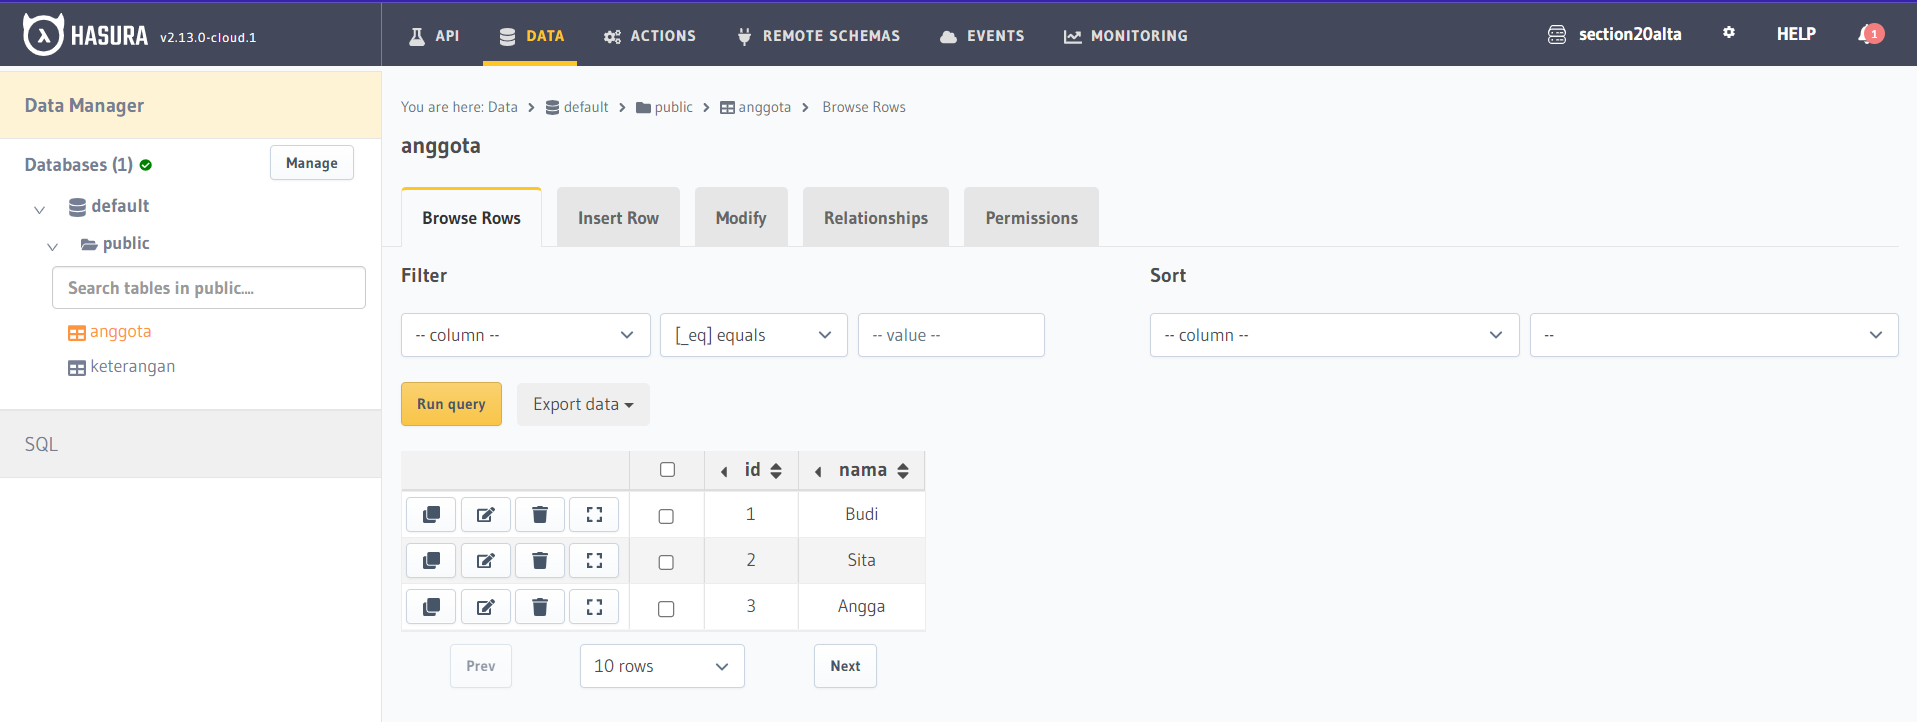 HASURA v2.13.0-cloud.1 API DATA ACTIONS REMOTE SCHEMAS EVENTS MONITORING section20alta HELP 1
Data Manager
Databases (1) Manage
default
public
Search tables in public....
anggota
keterangan
SQL
You are here: Data > default > public > anggota > Browse Rows
anggota
Browse Rows Insert Row Modify Relationships Permissions
Filter Sort
-- column -- [_eq] equals -- value -- -- column -- --
Run query Export data
id nama
1 Budi
2 Sita
3 Angga
Prev 10 rows Next